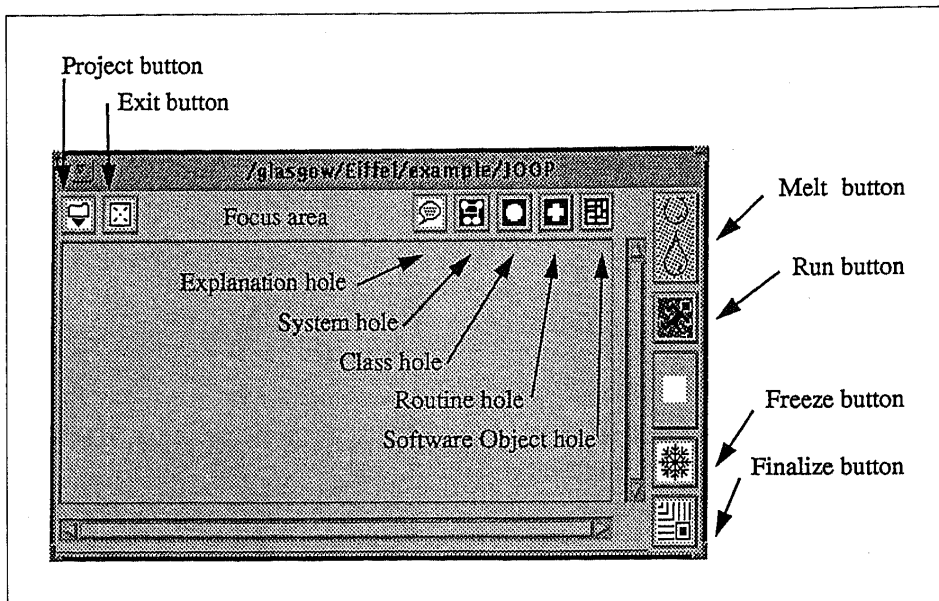 Project button
Exit button
/glasgow/Eiffel/example/JOOP
Focus area
Melt button
Explanation hole
Run button
System hole
Class hole
Routine hole
Freeze button
Software Object hole
Finalize button